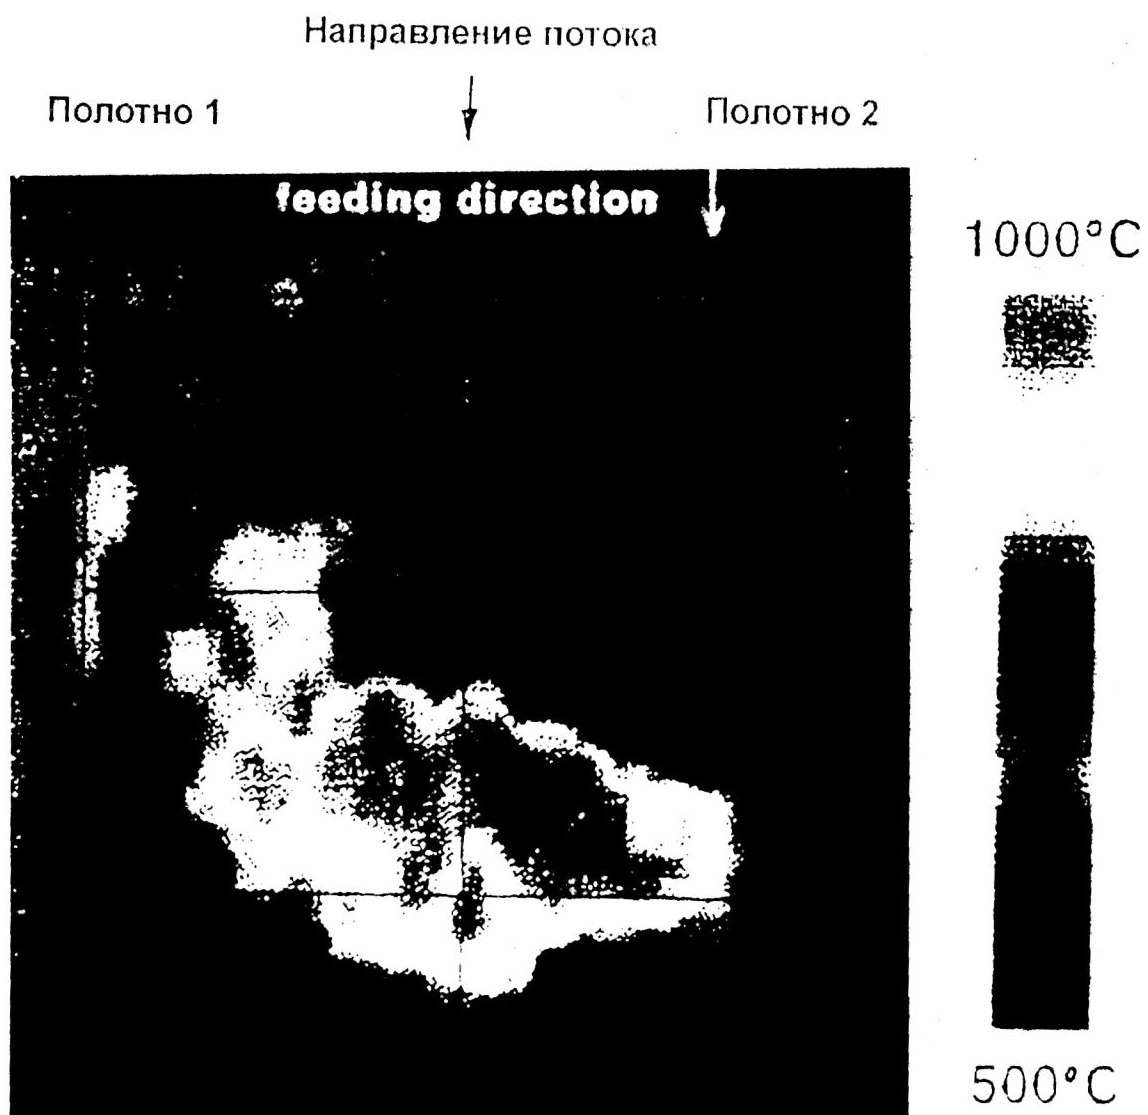 Направление потока
Полотно 1
Полотно 2
feeding direction
1000°C
500°C